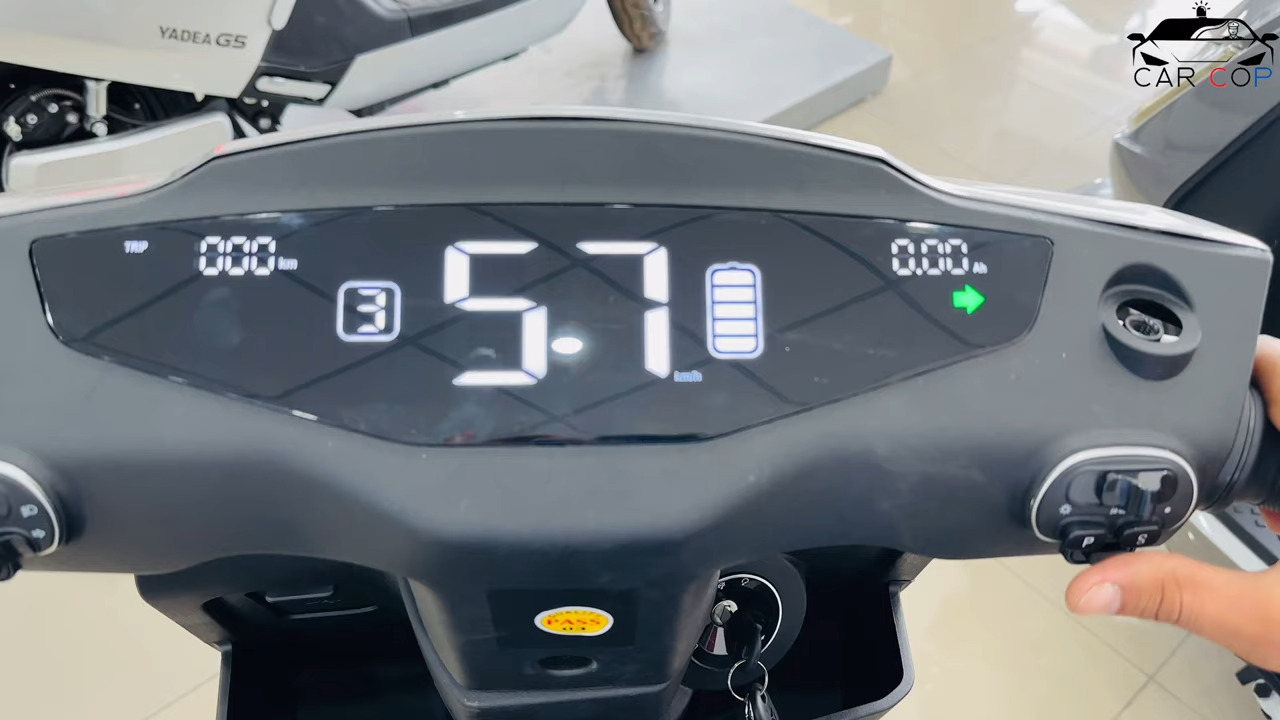 YADEA G5
CAR COP
TRIP
000 km
3
57
km/h
0.00 Ah
P
S
PASS